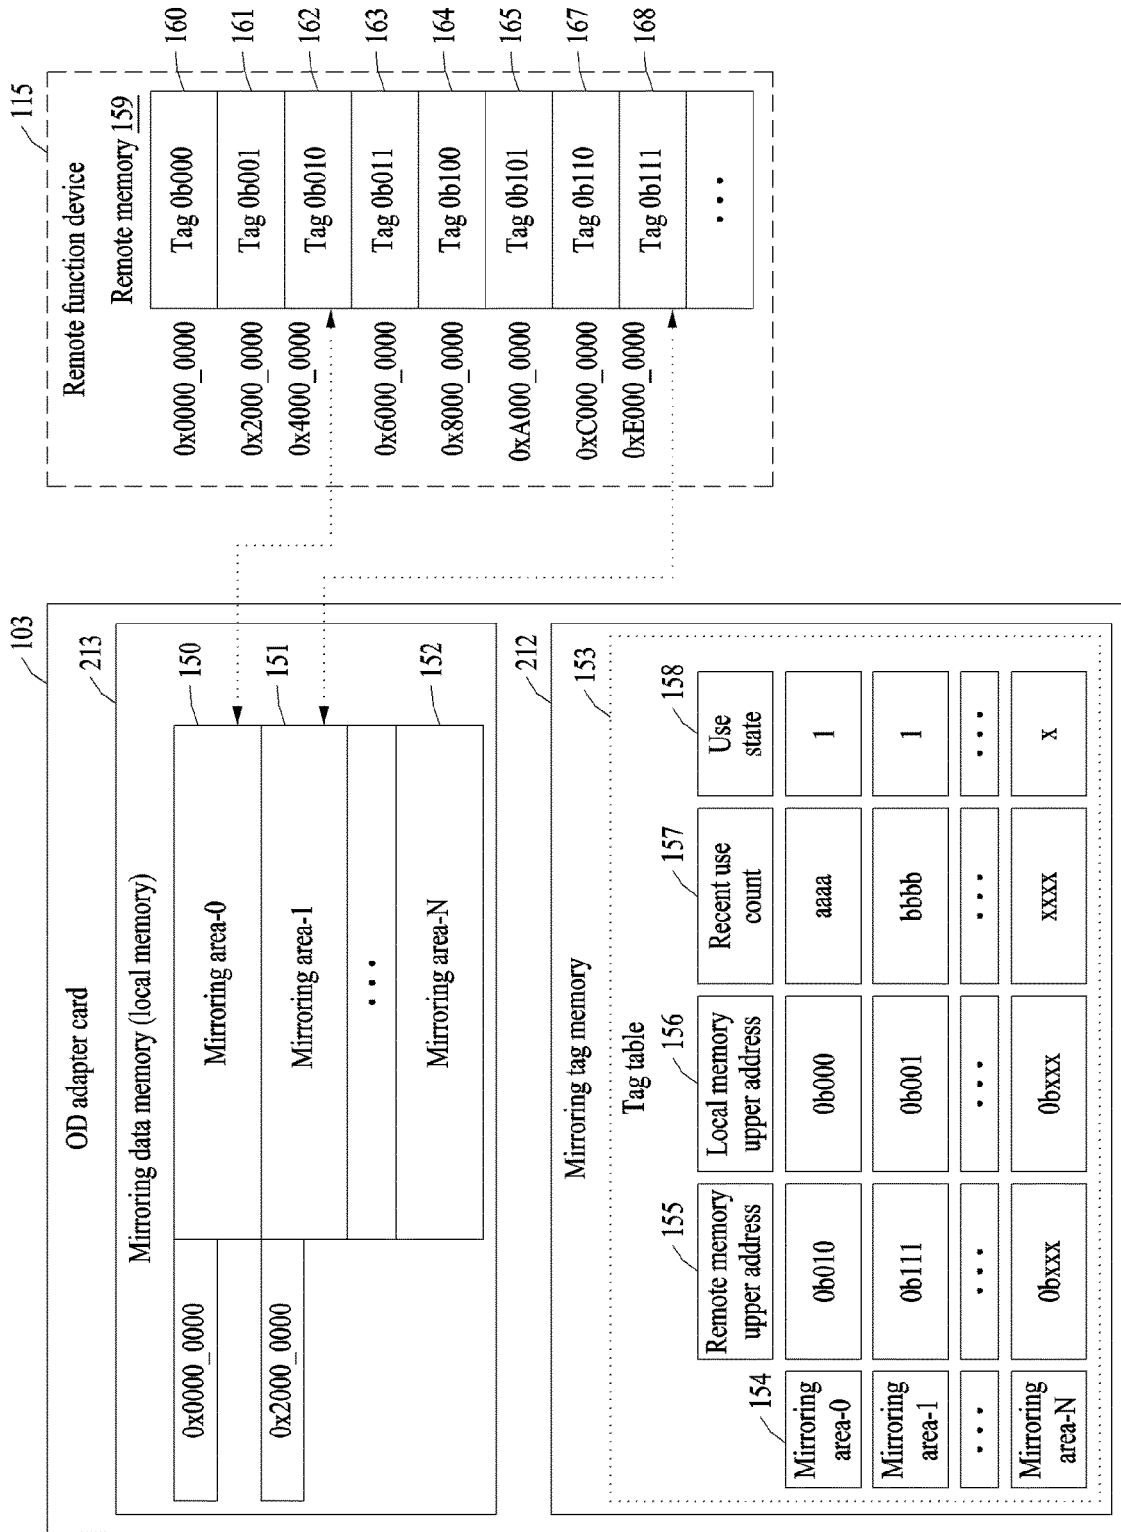 103
OD adapter card
213
Mirroring data memory (local memory)
0x0000_0000
Mirroring area-0
150
0x2000_0000
Mirroring area-1
151
• • •
Mirroring area-N
152
212
Mirroring tag memory
153
Tag table
154
155
156
157
158
Remote memory
upper address
Local memory
upper address
Recent use
count
Use
state
Mirroring
area-0
0b010
0b000
aaaa
1
Mirroring
area-1
0b111
0b001
bbbb
1
• • •
• • •
• • •
• • •
• • •
Mirroring
area-N
0bxxx
0bxxx
xxxx
x
115
Remote function device
Remote memory 159
0x0000_0000
Tag 0b000
160
0x2000_0000
Tag 0b001
161
0x4000_0000
Tag 0b010
162
0x6000_0000
Tag 0b011
163
0x8000_0000
Tag 0b100
164
0xA000_0000
Tag 0b101
165
0xC000_0000
Tag 0b110
167
0xE000_0000
Tag 0b111
168
• • •